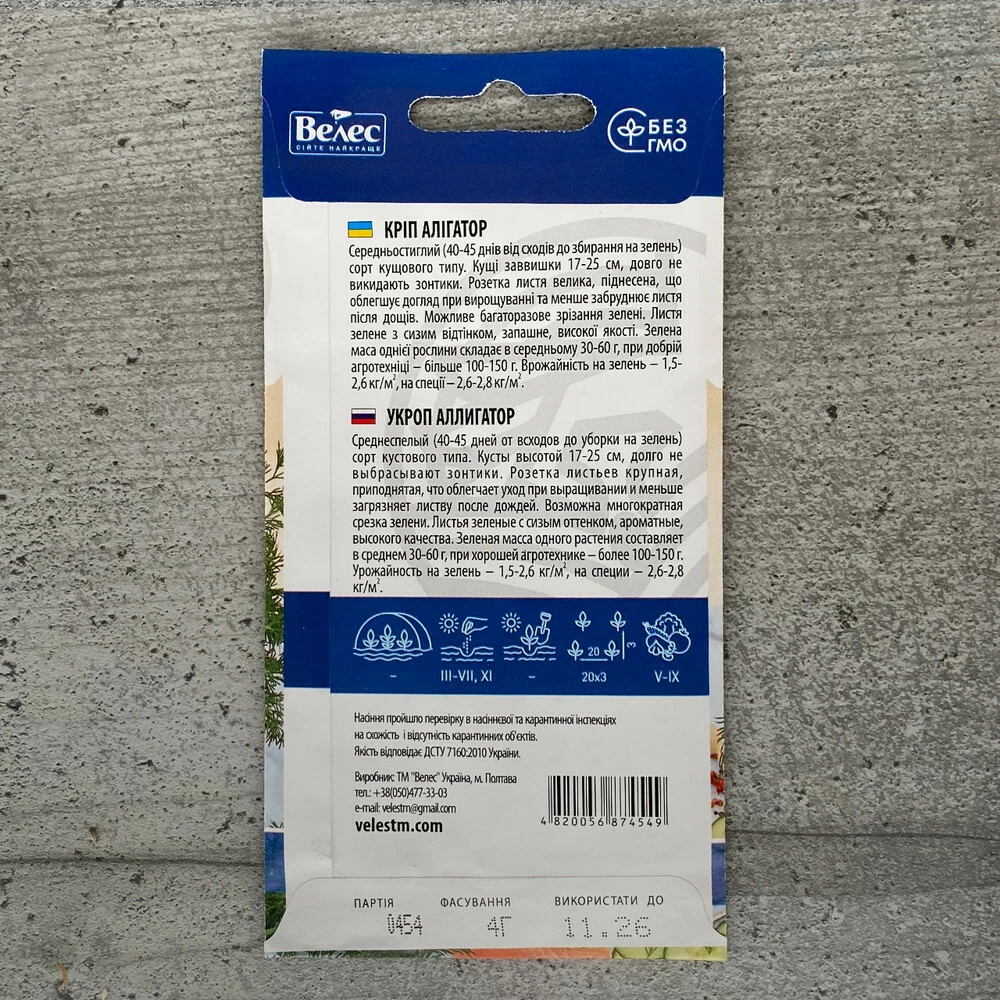 Велес
СІЙТЕ НАЙКРАЩЕ
БЕЗ
ГМО
КРІП АЛІГАТОР
Середньостиглий (40-45 днів від сходів до збирання на зелень)
сорт кущового типу. Кущі заввишки 17-25 см, довго не
викидають зонтики. Розетка листя велика, піднесена, що
облегшує догляд при вирощуванні та менше забруднює листя
після дощів. Можливе багаторазове зрізання зелені. Листя
зелене з сизим відтінком, запашне, високої якості. Зелена
маса однієї рослини складає в середньому 30-60 г, при добрій
агротехніці – більше 100-150 г. Врожайність на зелень – 1,5-
2,6 кг/м², на спеції – 2,6-2,8 кг/м².
УКРОП АЛЛИГАТОР
Среднеспелый (40-45 дней от всходов до уборки на зелень)
сорт кустового типа. Кусты высотой 17-25 см, долго не
выбрасывают зонтики. Розетка листьев крупная,
приподнятая, что облегчает уход при выращивании и меньше
загрязняет листву после дождей. Возможна многократная
срезка зелени. Листья зеленые с сизым оттенком, ароматные,
высокого качества. Зеленая масса одного растения составляет
в среднем 30-60 г, при хорошей агротехнике – более 100-150 г.
Урожайность на зелень – 1,5-2,6 кг/м², на специи – 2,6-2,8
кг/м².
20 3
– III-VII, XI – 20x3 V-IX
Насіння пройшло перевірку в насіннєвої та карантинної інспекціях
на схожість і відсутність карантинних об'єктів.
Якість відповідає ДСТУ 7160:2010 України.
Виробник: ТМ "Велес" Україна, м. Полтава
тел.: +38(050)477-33-03
e-mail: velestm@gmail.com
velestm.com
4 820056 874549
ПАРТІЯ ФАСУВАННЯ ВИКОРИСТАТИ ДО
0454 4Г 11.26